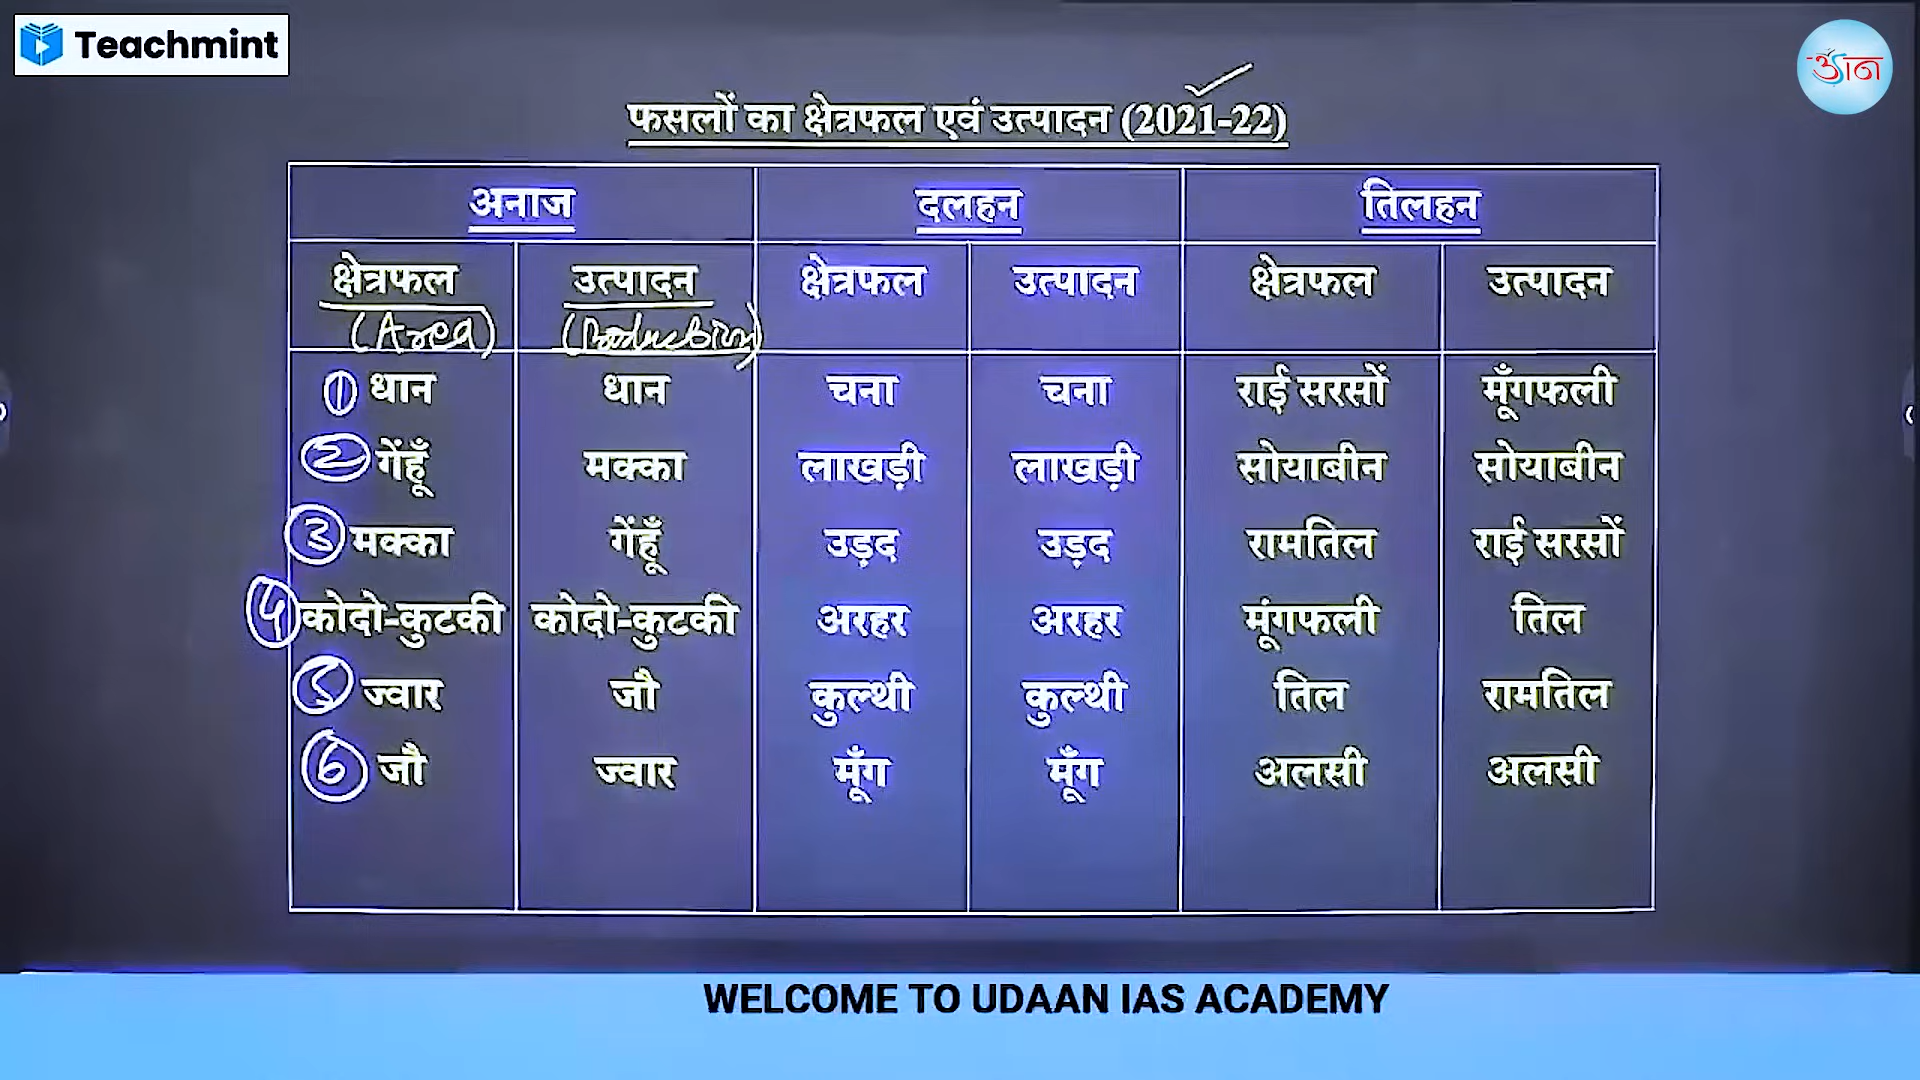 Teachmint
उड़ान
फसलों का क्षेत्रफल एवं उत्पादन (2021-22)
अनाज दलहन तिलहन
क्षेत्रफल उत्पादन क्षेत्रफल उत्पादन क्षेत्रफल उत्पादन
(Area) (Production)
① धान धान चना चना राई सरसों मूँगफली
② गेंहूँ मक्का लाखड़ी लाखड़ी सोयाबीन सोयाबीन
③ मक्का गेंहूँ उड़द उड़द रामतिल राई सरसों
④ कोदो-कुटकी कोदो-कुटकी अरहर अरहर मूंगफली तिल
⑤ ज्वार जौ कुल्थी कुल्थी तिल रामतिल
⑥ जौ ज्वार मूँग मूँग अलसी अलसी
WELCOME TO UDAAN IAS ACADEMY